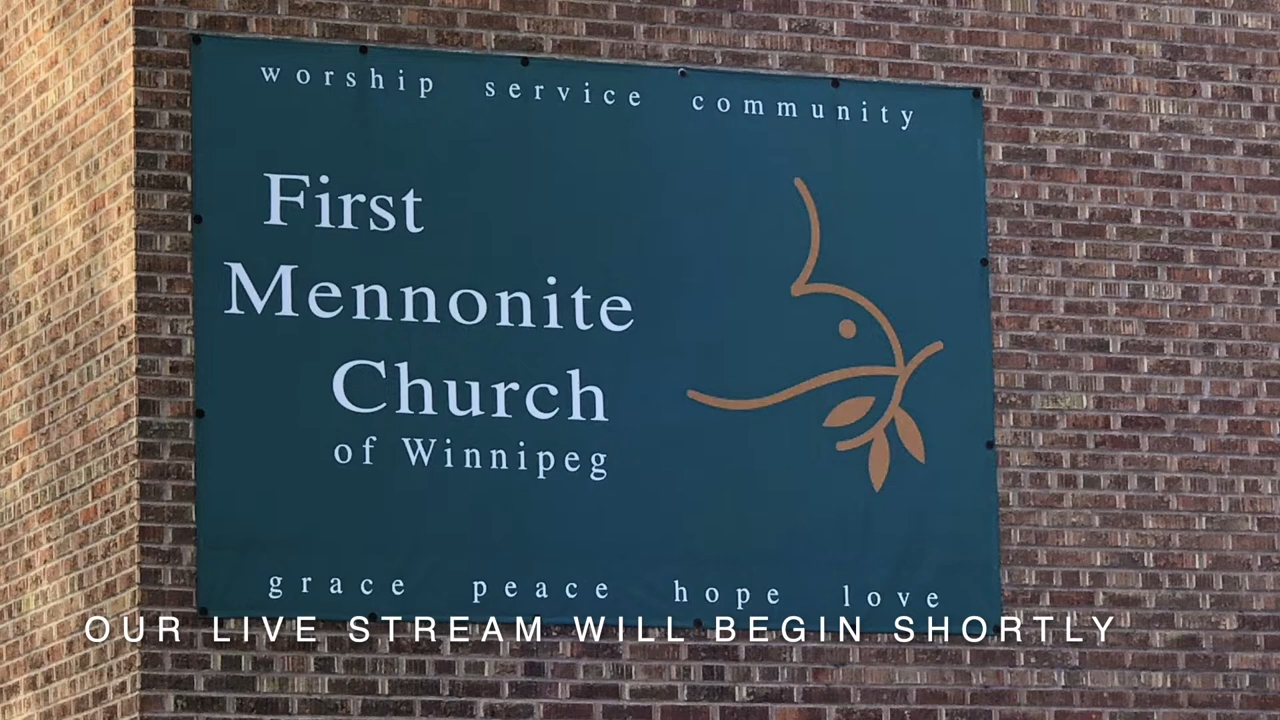 worship service community
First
Mennonite
Church
of Winnipeg
grace peace hope love
OUR LIVE STREAM WILL BEGIN SHORTLY